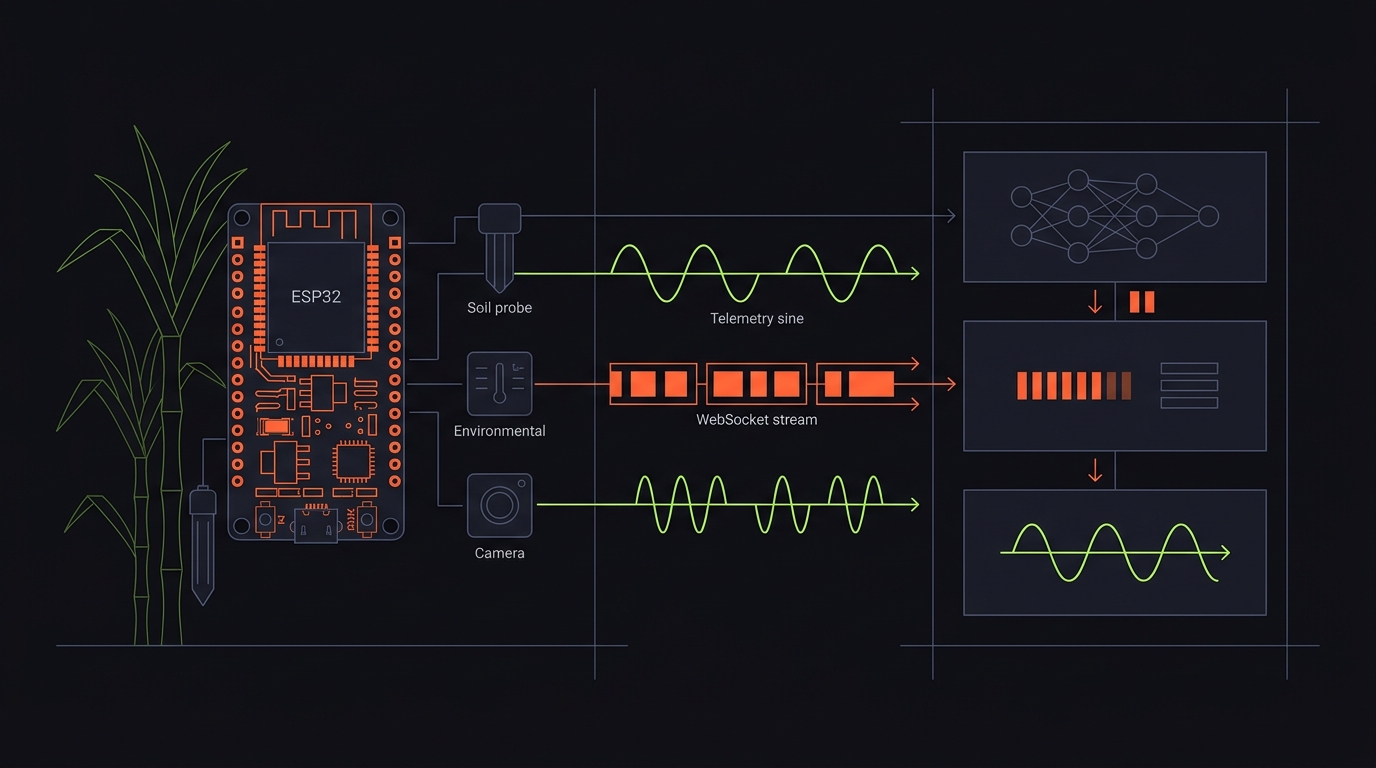 ESP32
Soil probe
Telemetry sine
Environmental
WebSocket stream
Camera